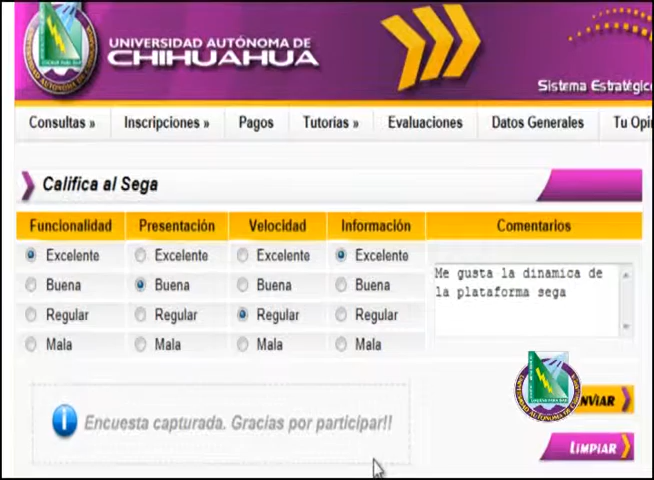 UNIVERSIDAD AUTÓNOMA DE
CHIHUAHUA
Sistema Estratégic
Consultas »
Inscripciones »
Pagos
Tutorías »
Evaluaciones
Datos Generales
Tu Opi
Califica al Sega
Funcionalidad Presentación Velocidad Información Comentarios
Excelente Excelente Excelente Excelente
Buena Buena Buena Buena
Regular Regular Regular Regular
Mala Mala Mala Mala
Me gusta la dinamica de
la plataforma sega
NVIAR
Encuesta capturada. Gracias por participar!!
LIMPIAR